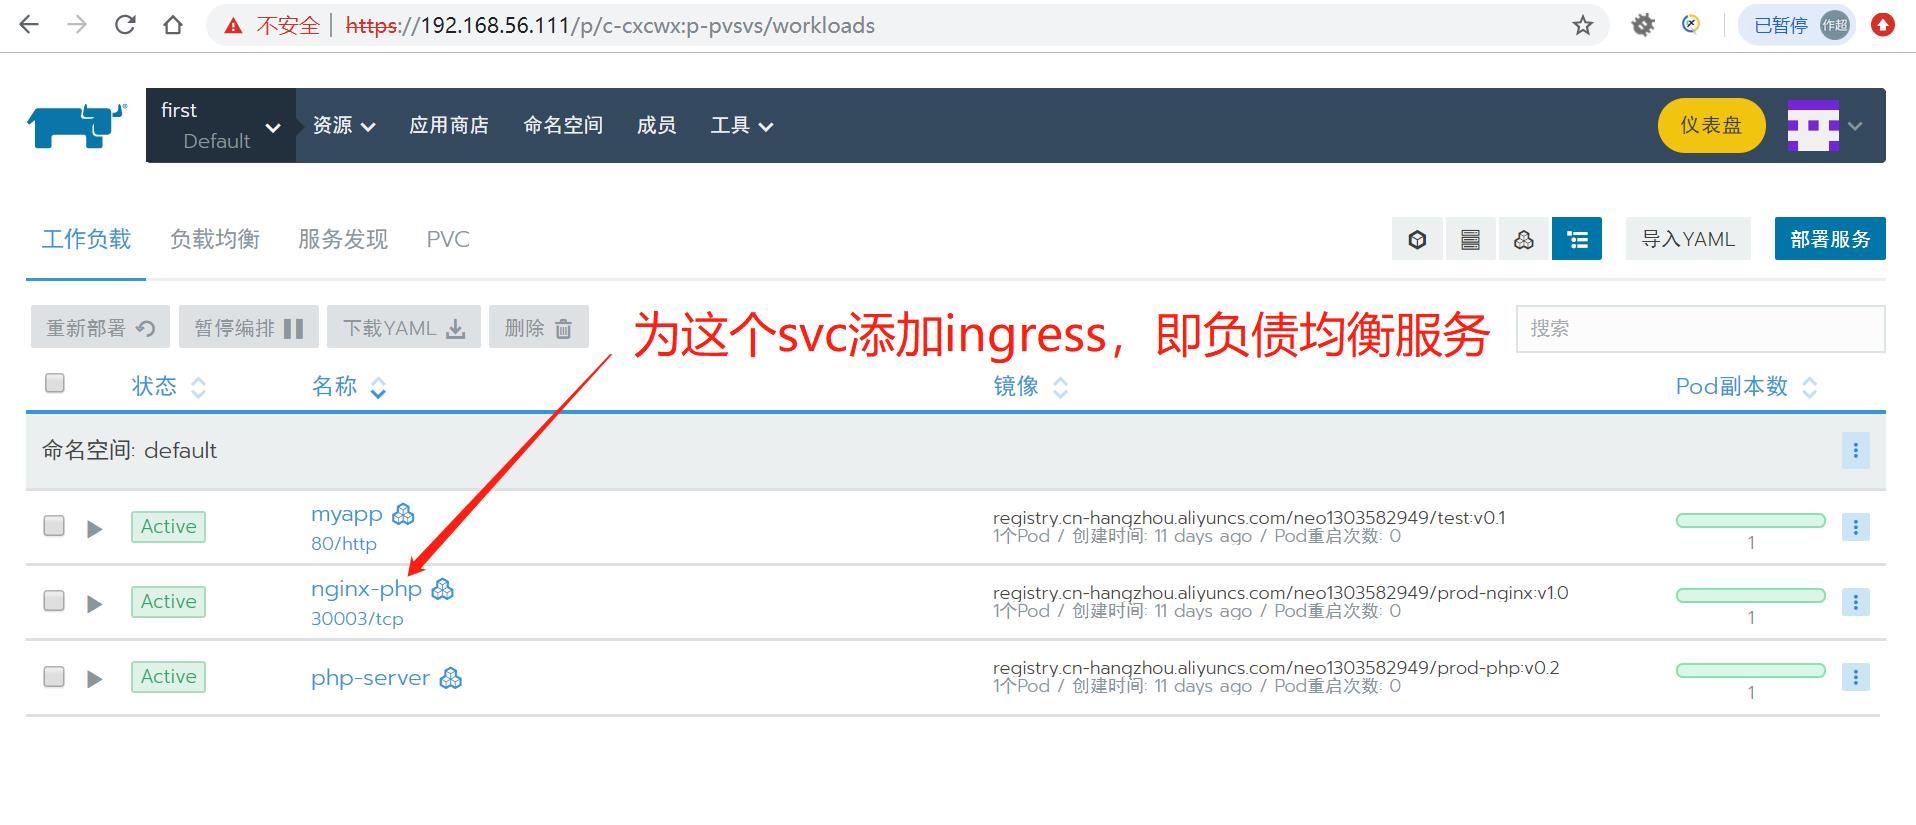 不安全 https://192.168.56.111/p/c-cxcwx:p-pvsvs/workloads 已暂停 作超
first
Default
资源 应用商店 命名空间 成员 工具 仪表盘
工作负载 负载均衡 服务发现 PVC 导入YAML 部署服务
重新部署 暂停编排 下载YAML 删除 为这个svc添加ingress，即负债均衡服务 搜索
状态 名称 镜像 Pod副本数
命名空间: default
Active myapp registry.cn-hangzhou.aliyuncs.com/neo1303582949/test:v0.1
80/http 1个Pod / 创建时间: 11 days ago / Pod重启次数: 0 1
Active nginx-php registry.cn-hangzhou.aliyuncs.com/neo1303582949/prod-nginx:v1.0
30003/tcp 1个Pod / 创建时间: 11 days ago / Pod重启次数: 0 1
Active php-server registry.cn-hangzhou.aliyuncs.com/neo1303582949/prod-php:v0.2
1个Pod / 创建时间: 11 days ago / Pod重启次数: 0 1